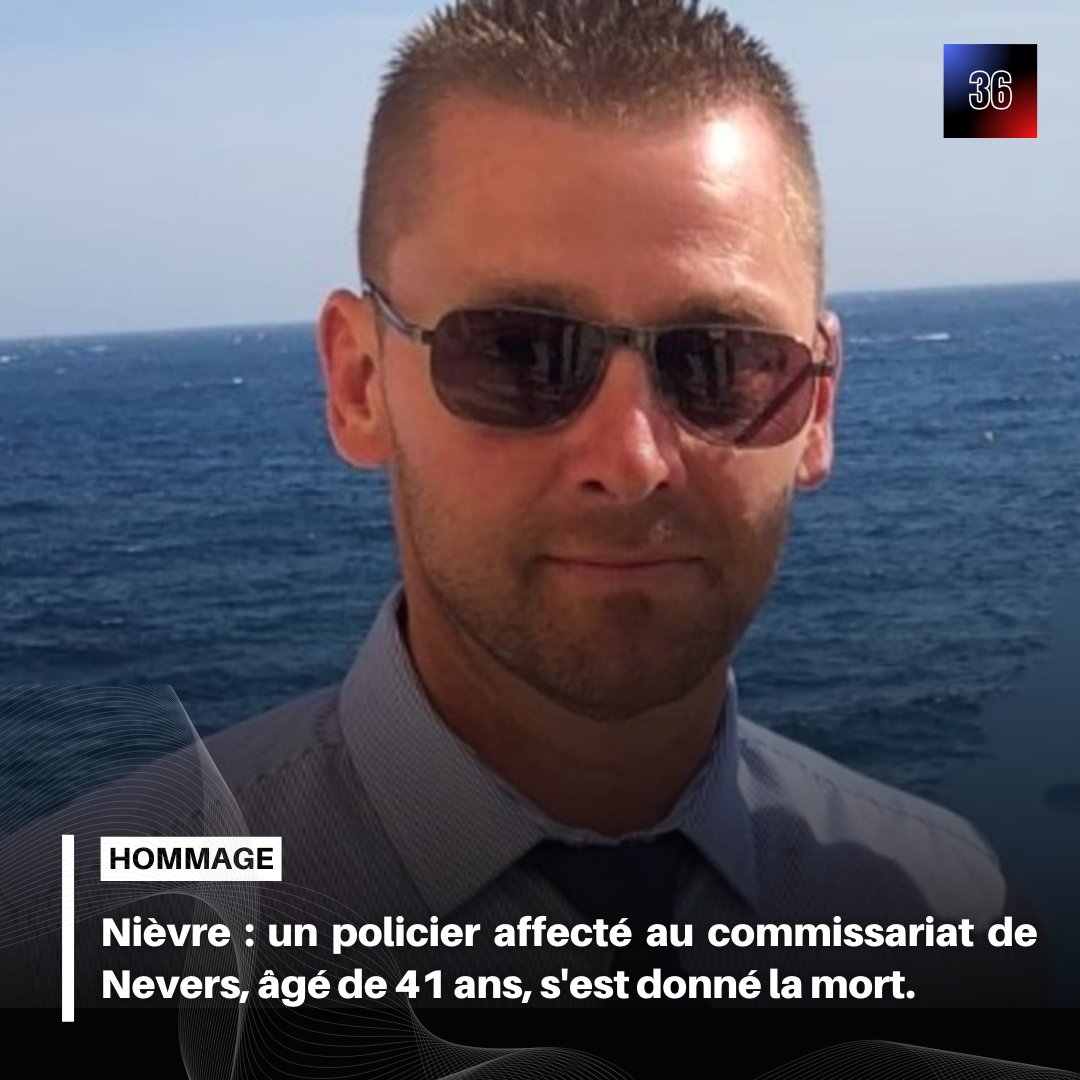 36
HOMMAGE
Nièvre : un policier affecté au commissariat de
Nevers, âgé de 41 ans, s'est donné la mort.